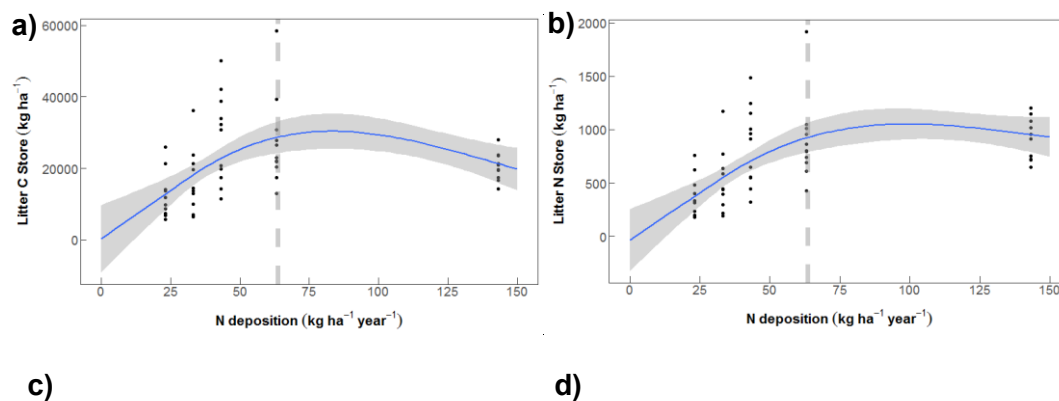 a)
Litter C Store (kg ha⁻¹)
60000
40000
20000
0
0 25 50 75 100 125 150
N deposition (kg ha⁻¹ year⁻¹)
b)
Litter N Store (kg ha⁻¹)
2000
1500
1000
500
0
0 25 50 75 100 125 150
N deposition (kg ha⁻¹ year⁻¹)
c)
d)